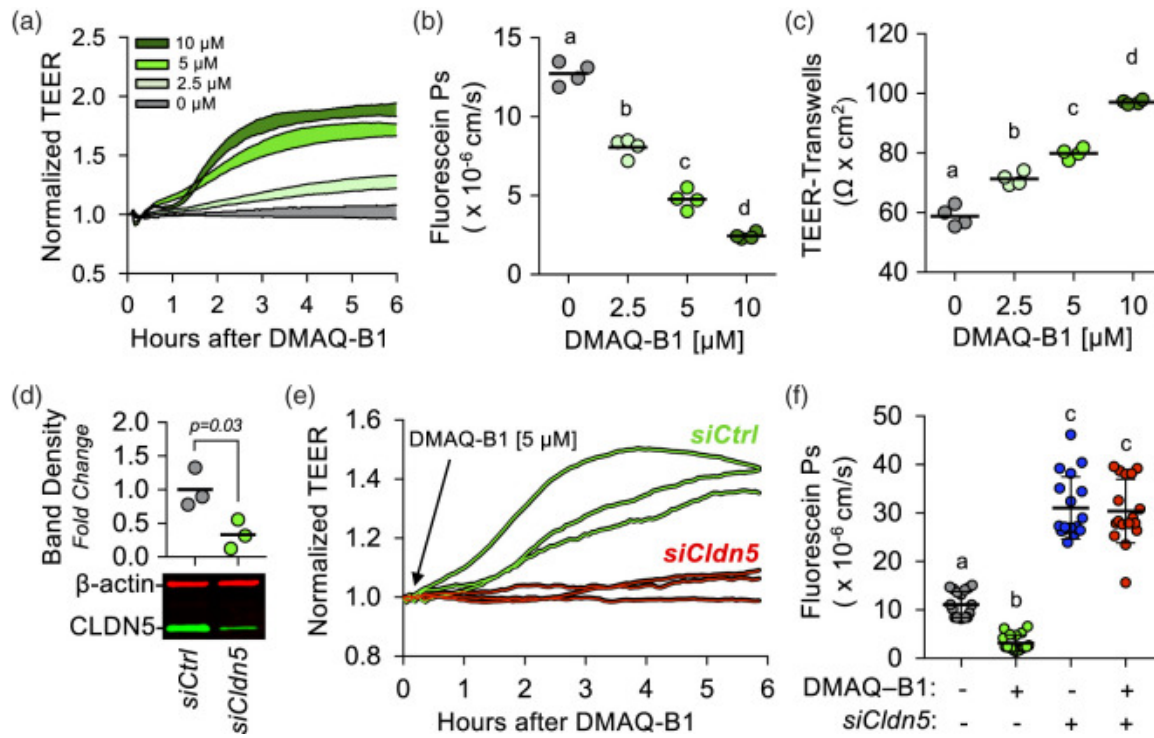 (a)
Normalized TEER
2.5
2.0
1.5
1.0
0.5
10 µM
5 µM
2.5 µM
0 µM
0 1 2 3 4 5 6
Hours after DMAQ-B1
(b)
Fluorescein Ps
( x 10⁻⁶ cm/s)
15
10
5
0
a
b
c
d
0 2.5 5 10
DMAQ-B1 [µM]
(c)
TEER-Transwells
(Ω x cm²)
120
100
80
60
40
a
b
c
d
0 2.5 5 10
DMAQ-B1 [µM]
(d)
Band Density
Fold Change
2.0
1.5
1.0
0.5
0.0
p=0.03
β-actin
CLDN5
siCtrl
siCldn5
(e)
Normalized TEER
1.6
1.4
1.2
1.0
0.8
DMAQ-B1 [5 µM]
siCtrl
siCldn5
0 1 2 3 4 5 6
Hours after DMAQ-B1
(f)
Fluorescein Ps
( x 10⁻⁶ cm/s)
50
40
30
20
10
0
a
b
c
c
DMAQ–B1: - + - +
siCldn5: - - + +